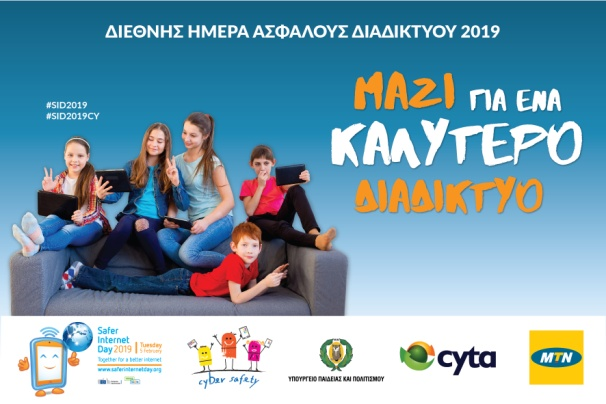 ΔΙΕΘΝΗΣ ΗΜΕΡΑ ΑΣΦΑΛΟΥΣ ΔΙΑΔΙΚΤΥΟΥ 2019
#SID2019
#SID2019CY
ΜΑΖΙ ΓΙΑ ΕΝΑ
ΚΑΛΥΤΕΡΟ
ΔΙΑΔΙΚΤΥΟ
Safer
Internet
Day 2019
Tuesday
5 February
Together for a better internet
www.saferinternetday.org
cyber safety
ΥΠΟΥΡΓΕΙΟ ΠΑΙΔΕΙΑΣ ΚΑΙ ΠΟΛΙΤΙΣΜΟΥ
cyta
MTN